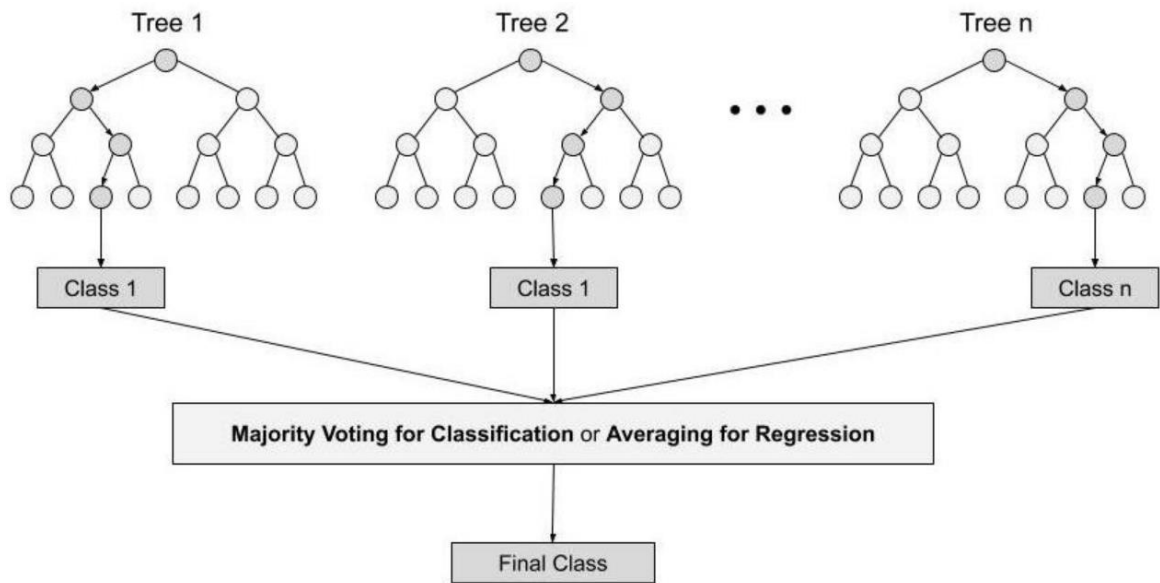 Tree 1
Tree 2
Tree n
Class 1
Class 1
Class n
Majority Voting for Classification or Averaging for Regression
Final Class